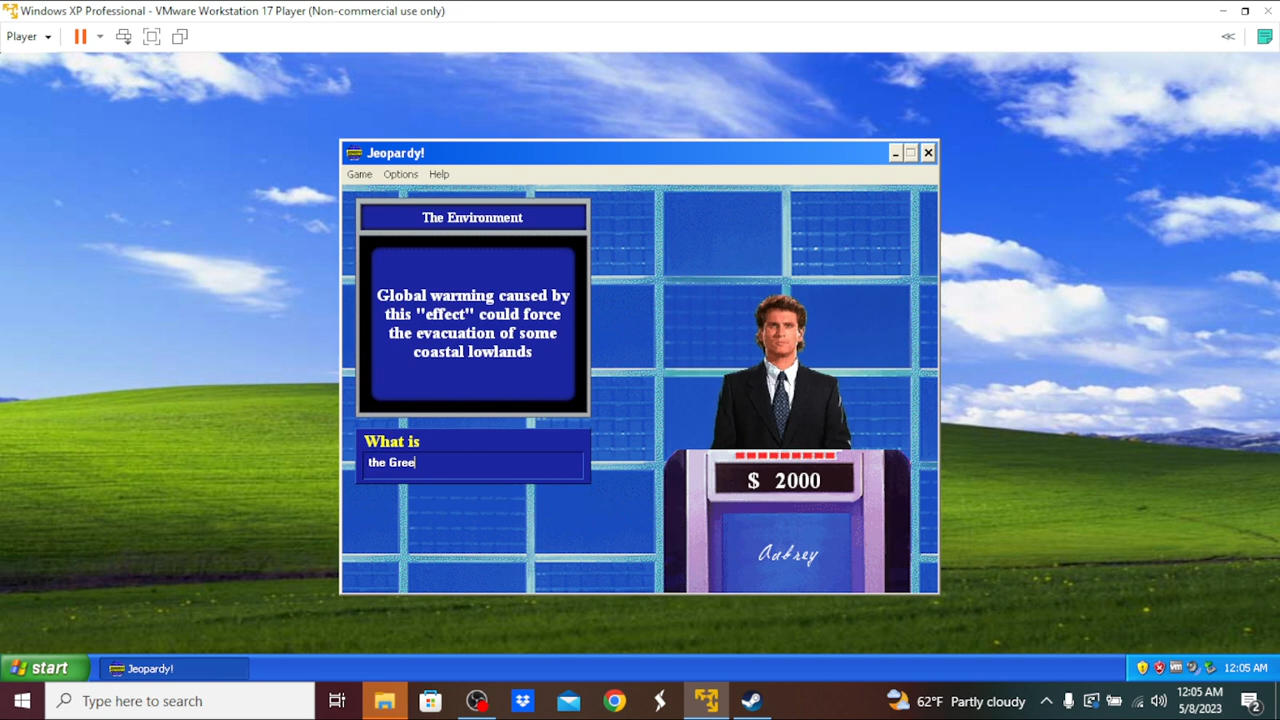 Windows XP Professional - VMware Workstation 17 Player (Non-commercial use only)
Player
Jeopardy!
Game Options Help
The Environment
Global warming caused by
this "effect" could force
the evacuation of some
coastal lowlands
What is
the Gree
$ 2000
Aubrey
start
Jeopardy!
12:05 AM
Type here to search
62°F Partly cloudy
12:05 AM
5/8/2023
2